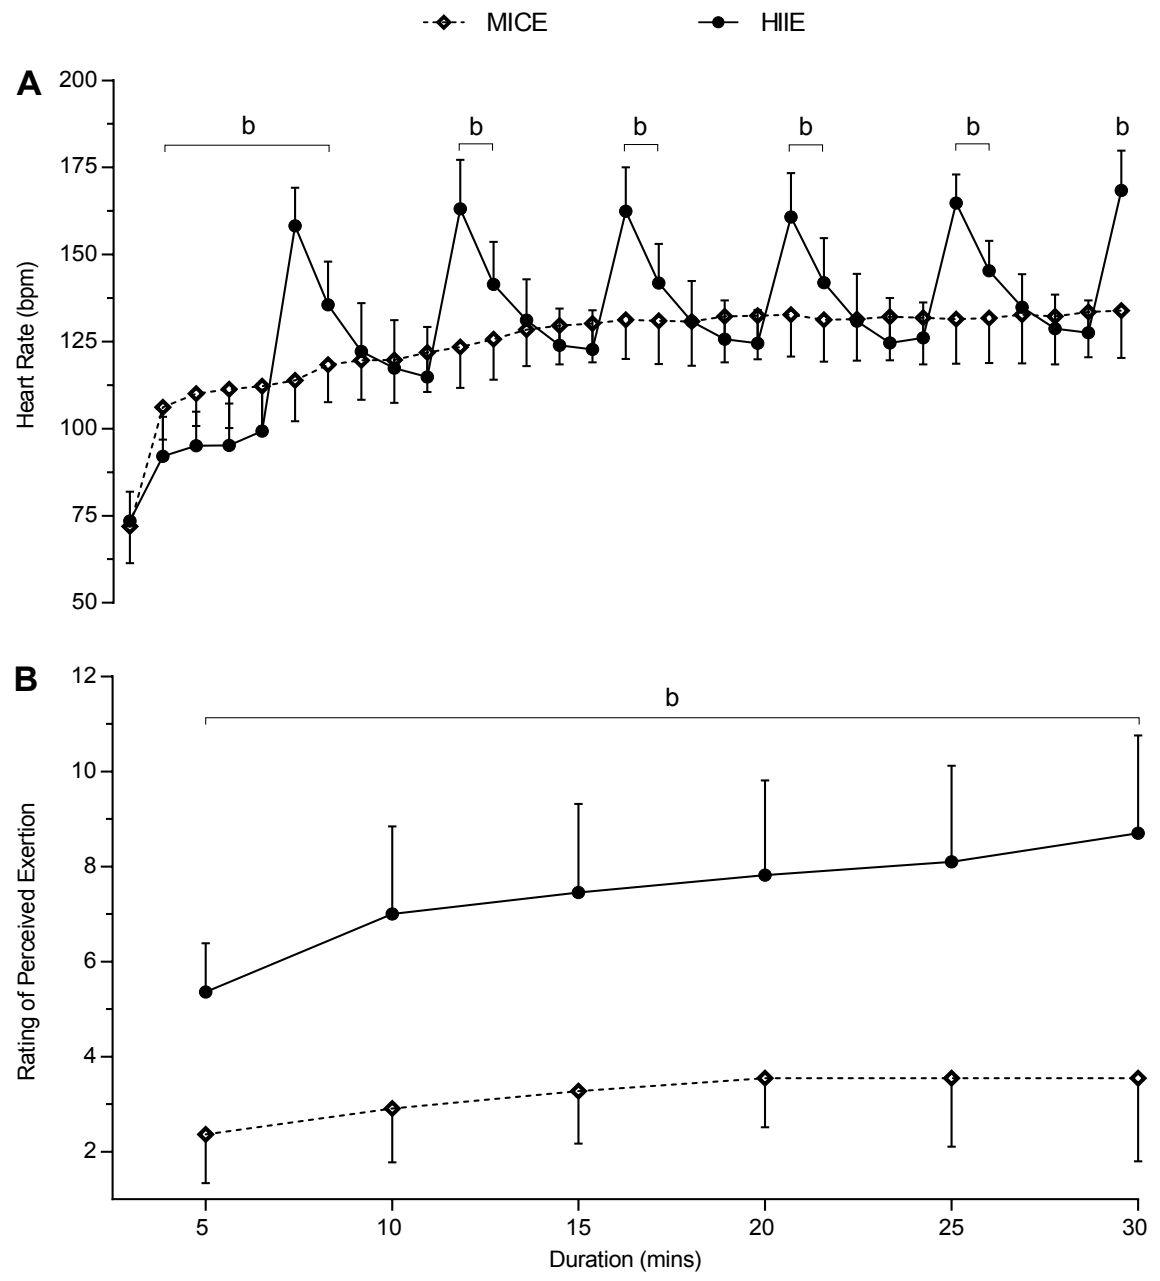 MICE HIIE
A
200
b b b b b b
175
150
125
100
75
50
Heart Rate (bpm)
B
12
b
10
8
6
4
2
Rating of Perceived Exertion
5 10 15 20 25 30
Duration (mins)